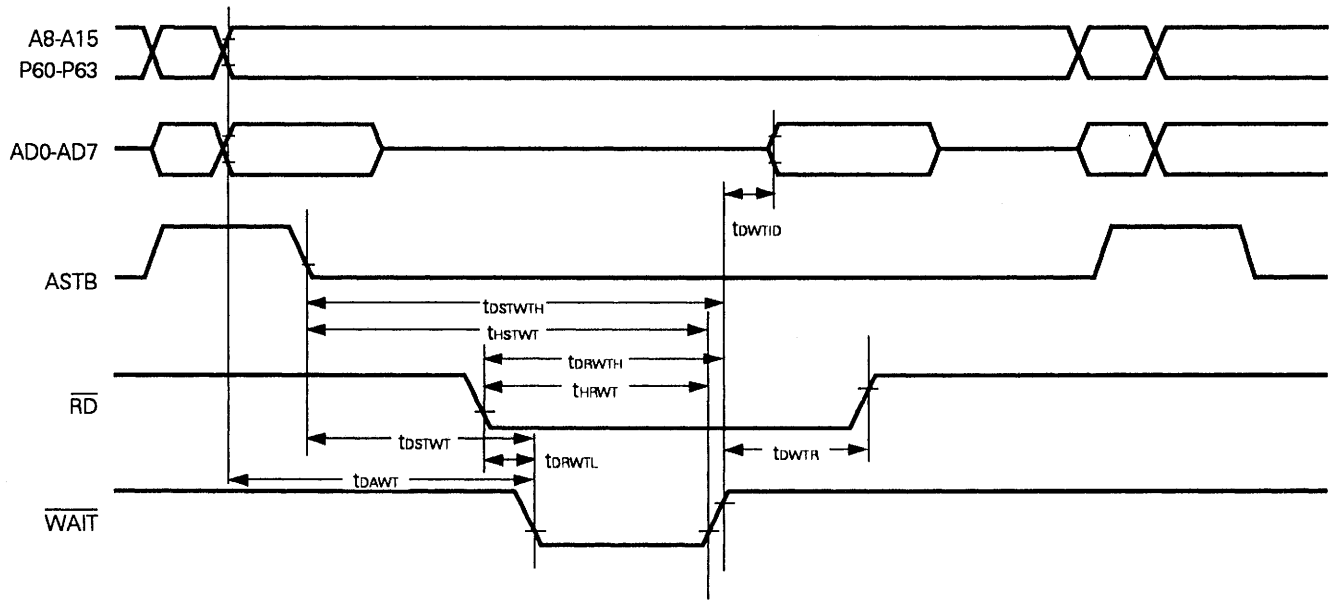 A8-A15
P60-P63
AD0-AD7
tDWTID
ASTB
tDSTWTH
tHSTWT
tDRWTH
tHRWT
RD
tDSTWT
tDWTR
tDRWTL
tDAWT
WAIT